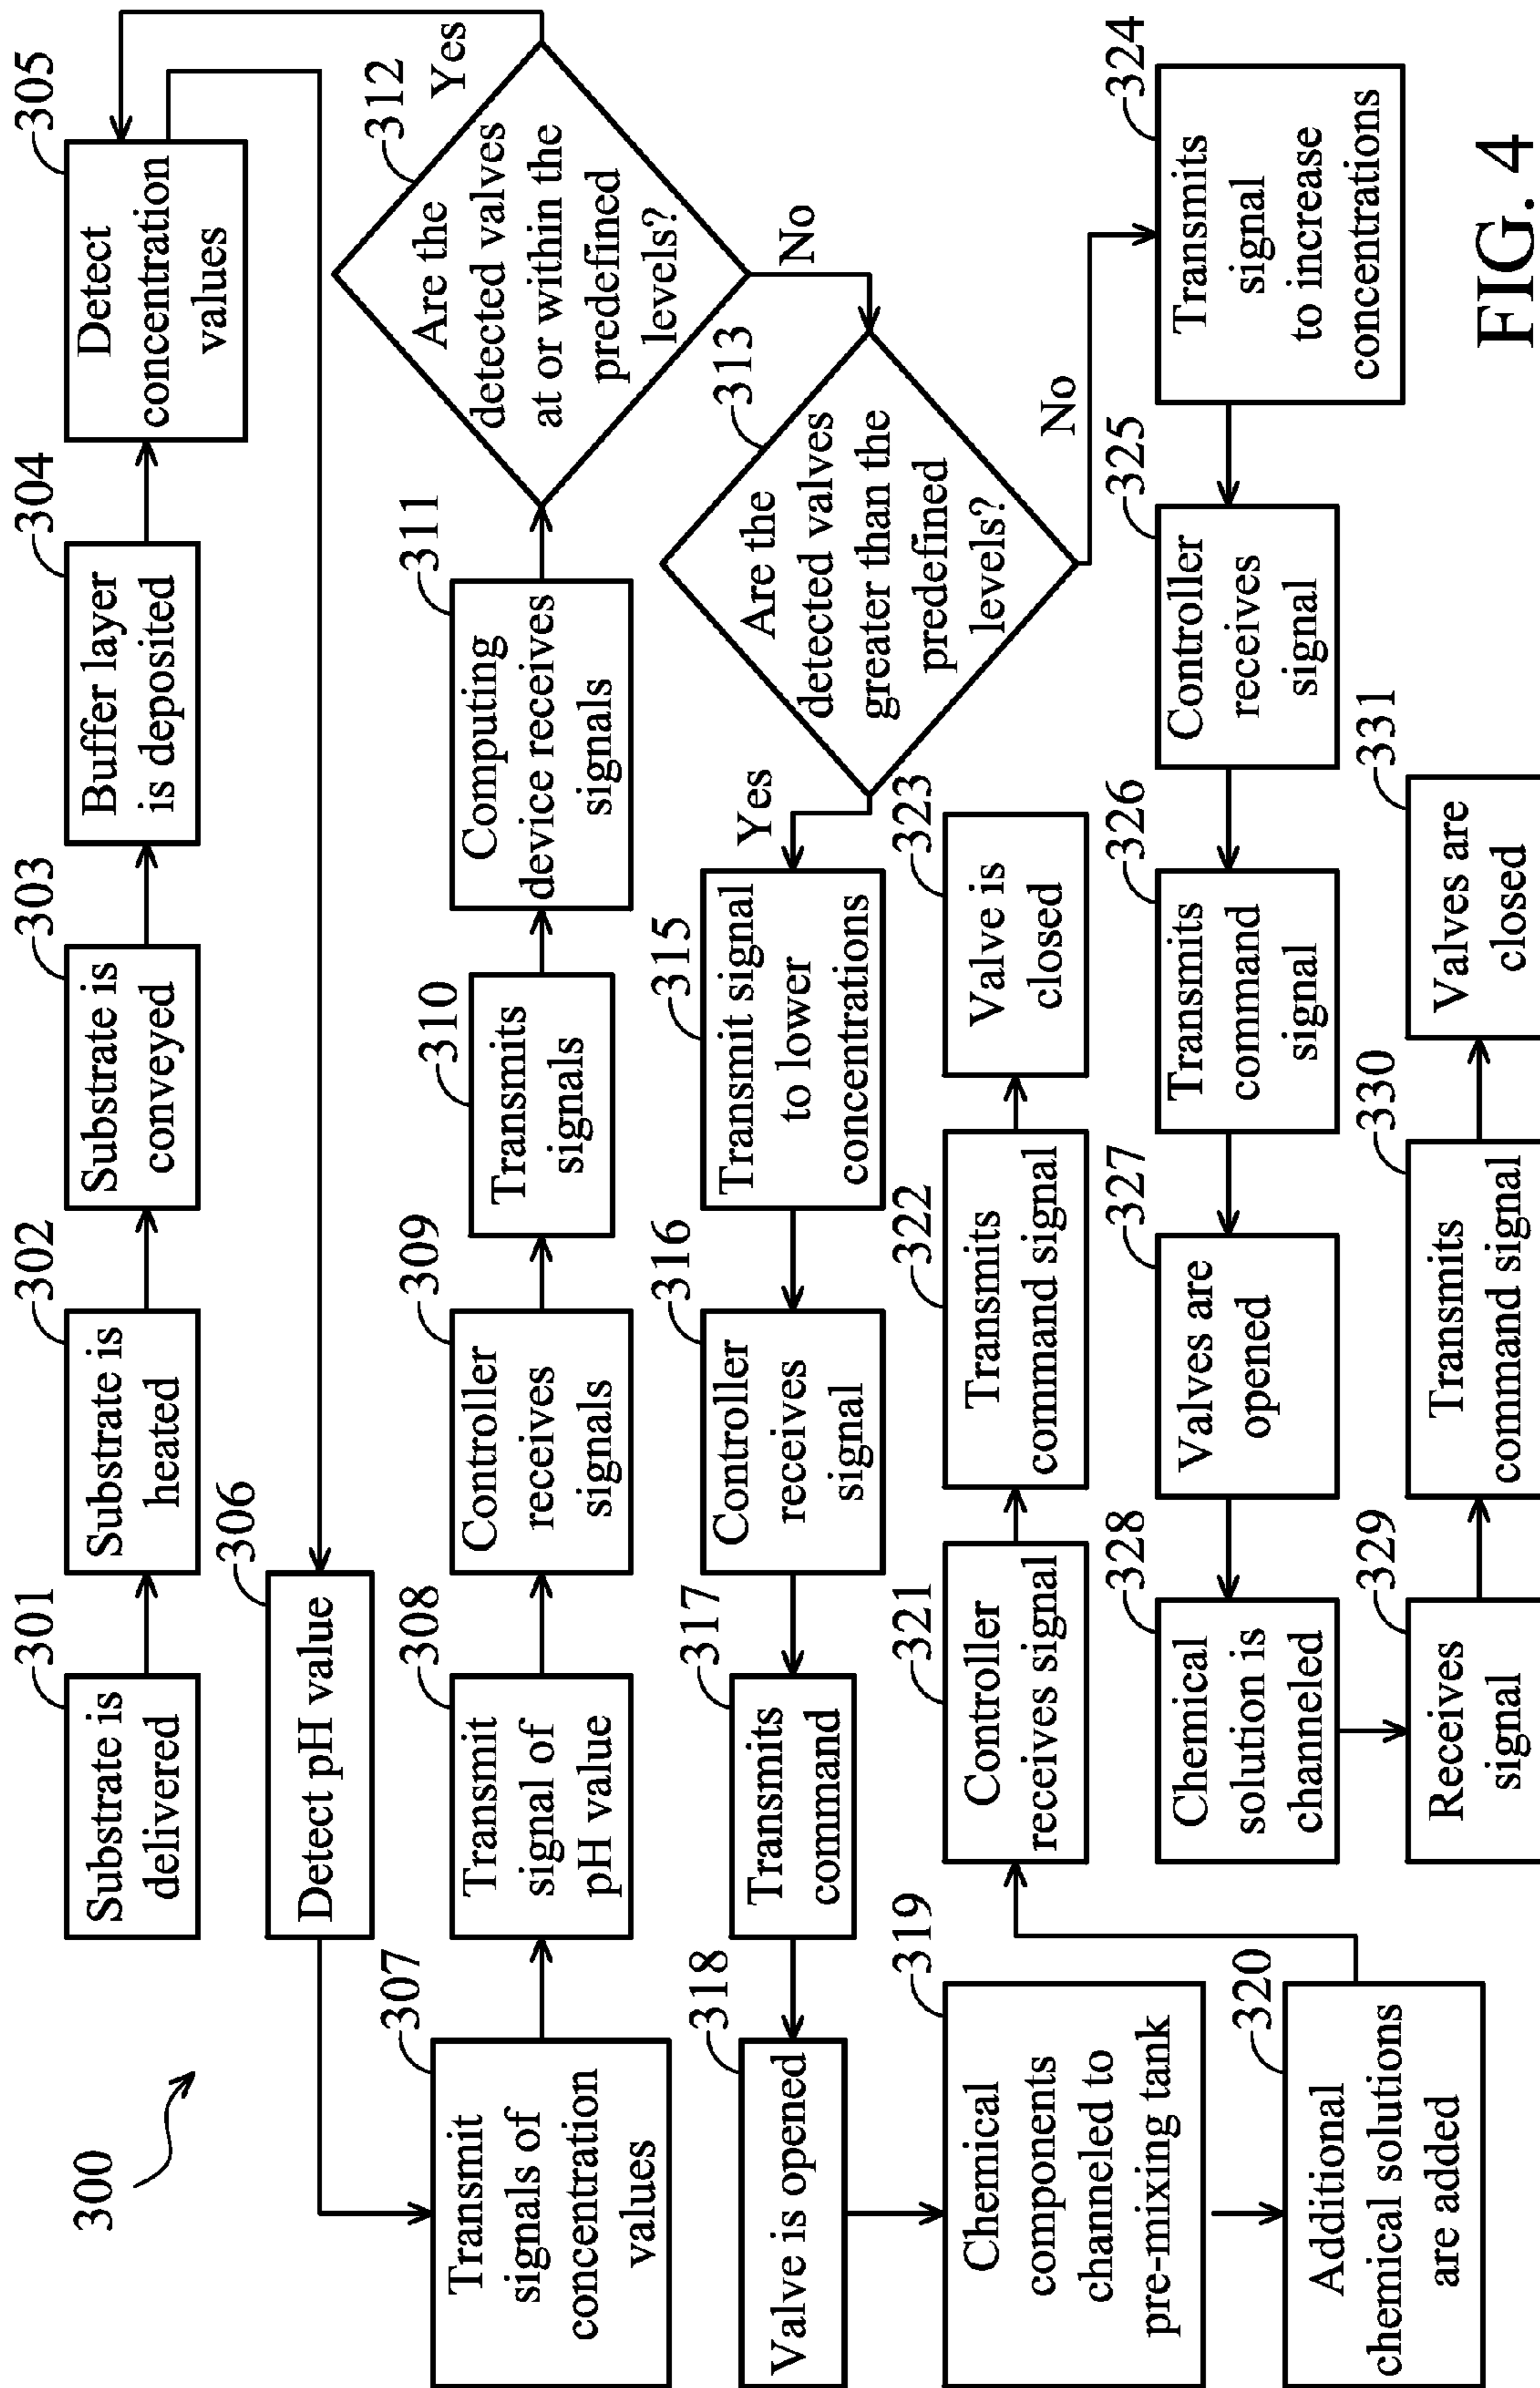 300
301
Substrate is
delivered
302
Substrate is
heated
303
Substrate is
conveyed
304
Buffer layer
is deposited
305
Detect
concentration
values
306
Detect pH value
307
Transmit
signals of
concentration
values
308
Transmit
signal of
pH value
309
Controller
receives
signals
310
Transmits
signals
311
Computing
device receives
signals
312
Are the
detected valves
at or within the
predefined
levels?
Yes
No
313
Are the
detected valves
greater than the
predefined
levels?
Yes
No
315
Transmit signal
to lower
concentrations
316
Controller
receives
signal
317
Transmits
command
318
Valve is opened
319
Chemical
components
channeled to
pre-mixing tank
320
Additional
chemical solutions
are added
321
Controller
receives signal
322
Transmits
command signal
323
Valve is
closed
324
Transmits
signal
to increase
concentrations
325
Controller
receives
signal
326
Transmits
command
signal
327
Valves are
opened
328
Chemical
solution is
channeled
329
Receives
signal
330
Transmits
command signal
331
Valves are
closed
FIG. 4